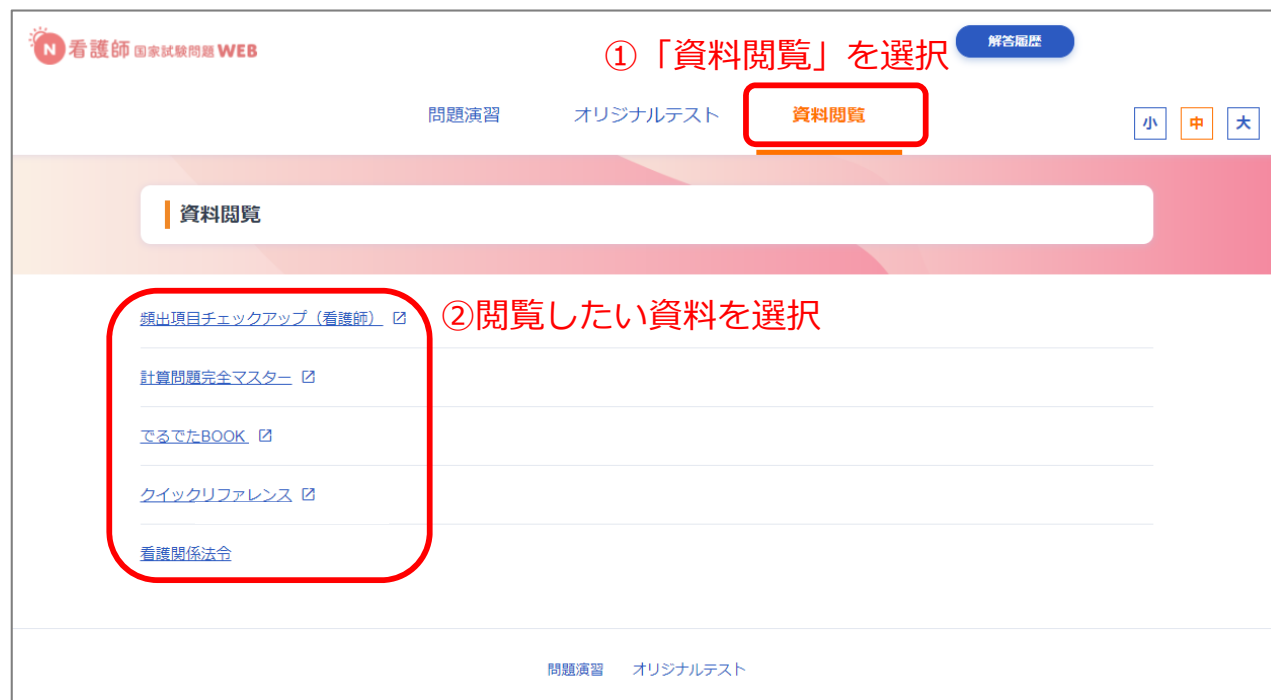 N 看護師 国家試験問題 WEB
①「資料閲覧」を選択
解答履歴
問題演習 オリジナルテスト 資料閲覧
小 中 大
資料閲覧
②閲覧したい資料を選択
頻出項目チェックアップ（看護師）
計算問題完全マスター
でるでたBOOK
クイックリファレンス
看護関係法令
問題演習 オリジナルテスト